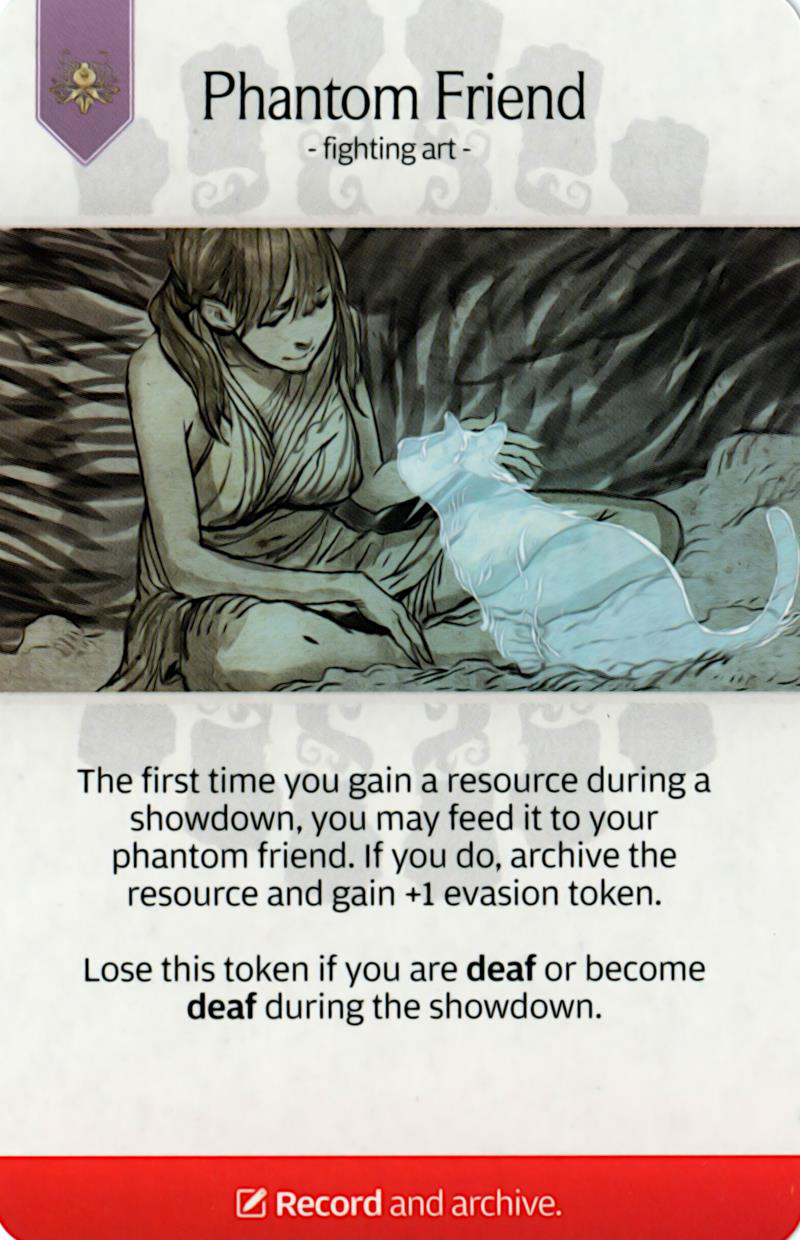 Phantom Friend
- fighting art -
The first time you gain a resource during a
showdown, you may feed it to your
phantom friend. If you do, archive the
resource and gain +1 evasion token.
Lose this token if you are deaf or become
deaf during the showdown.
Record and archive.